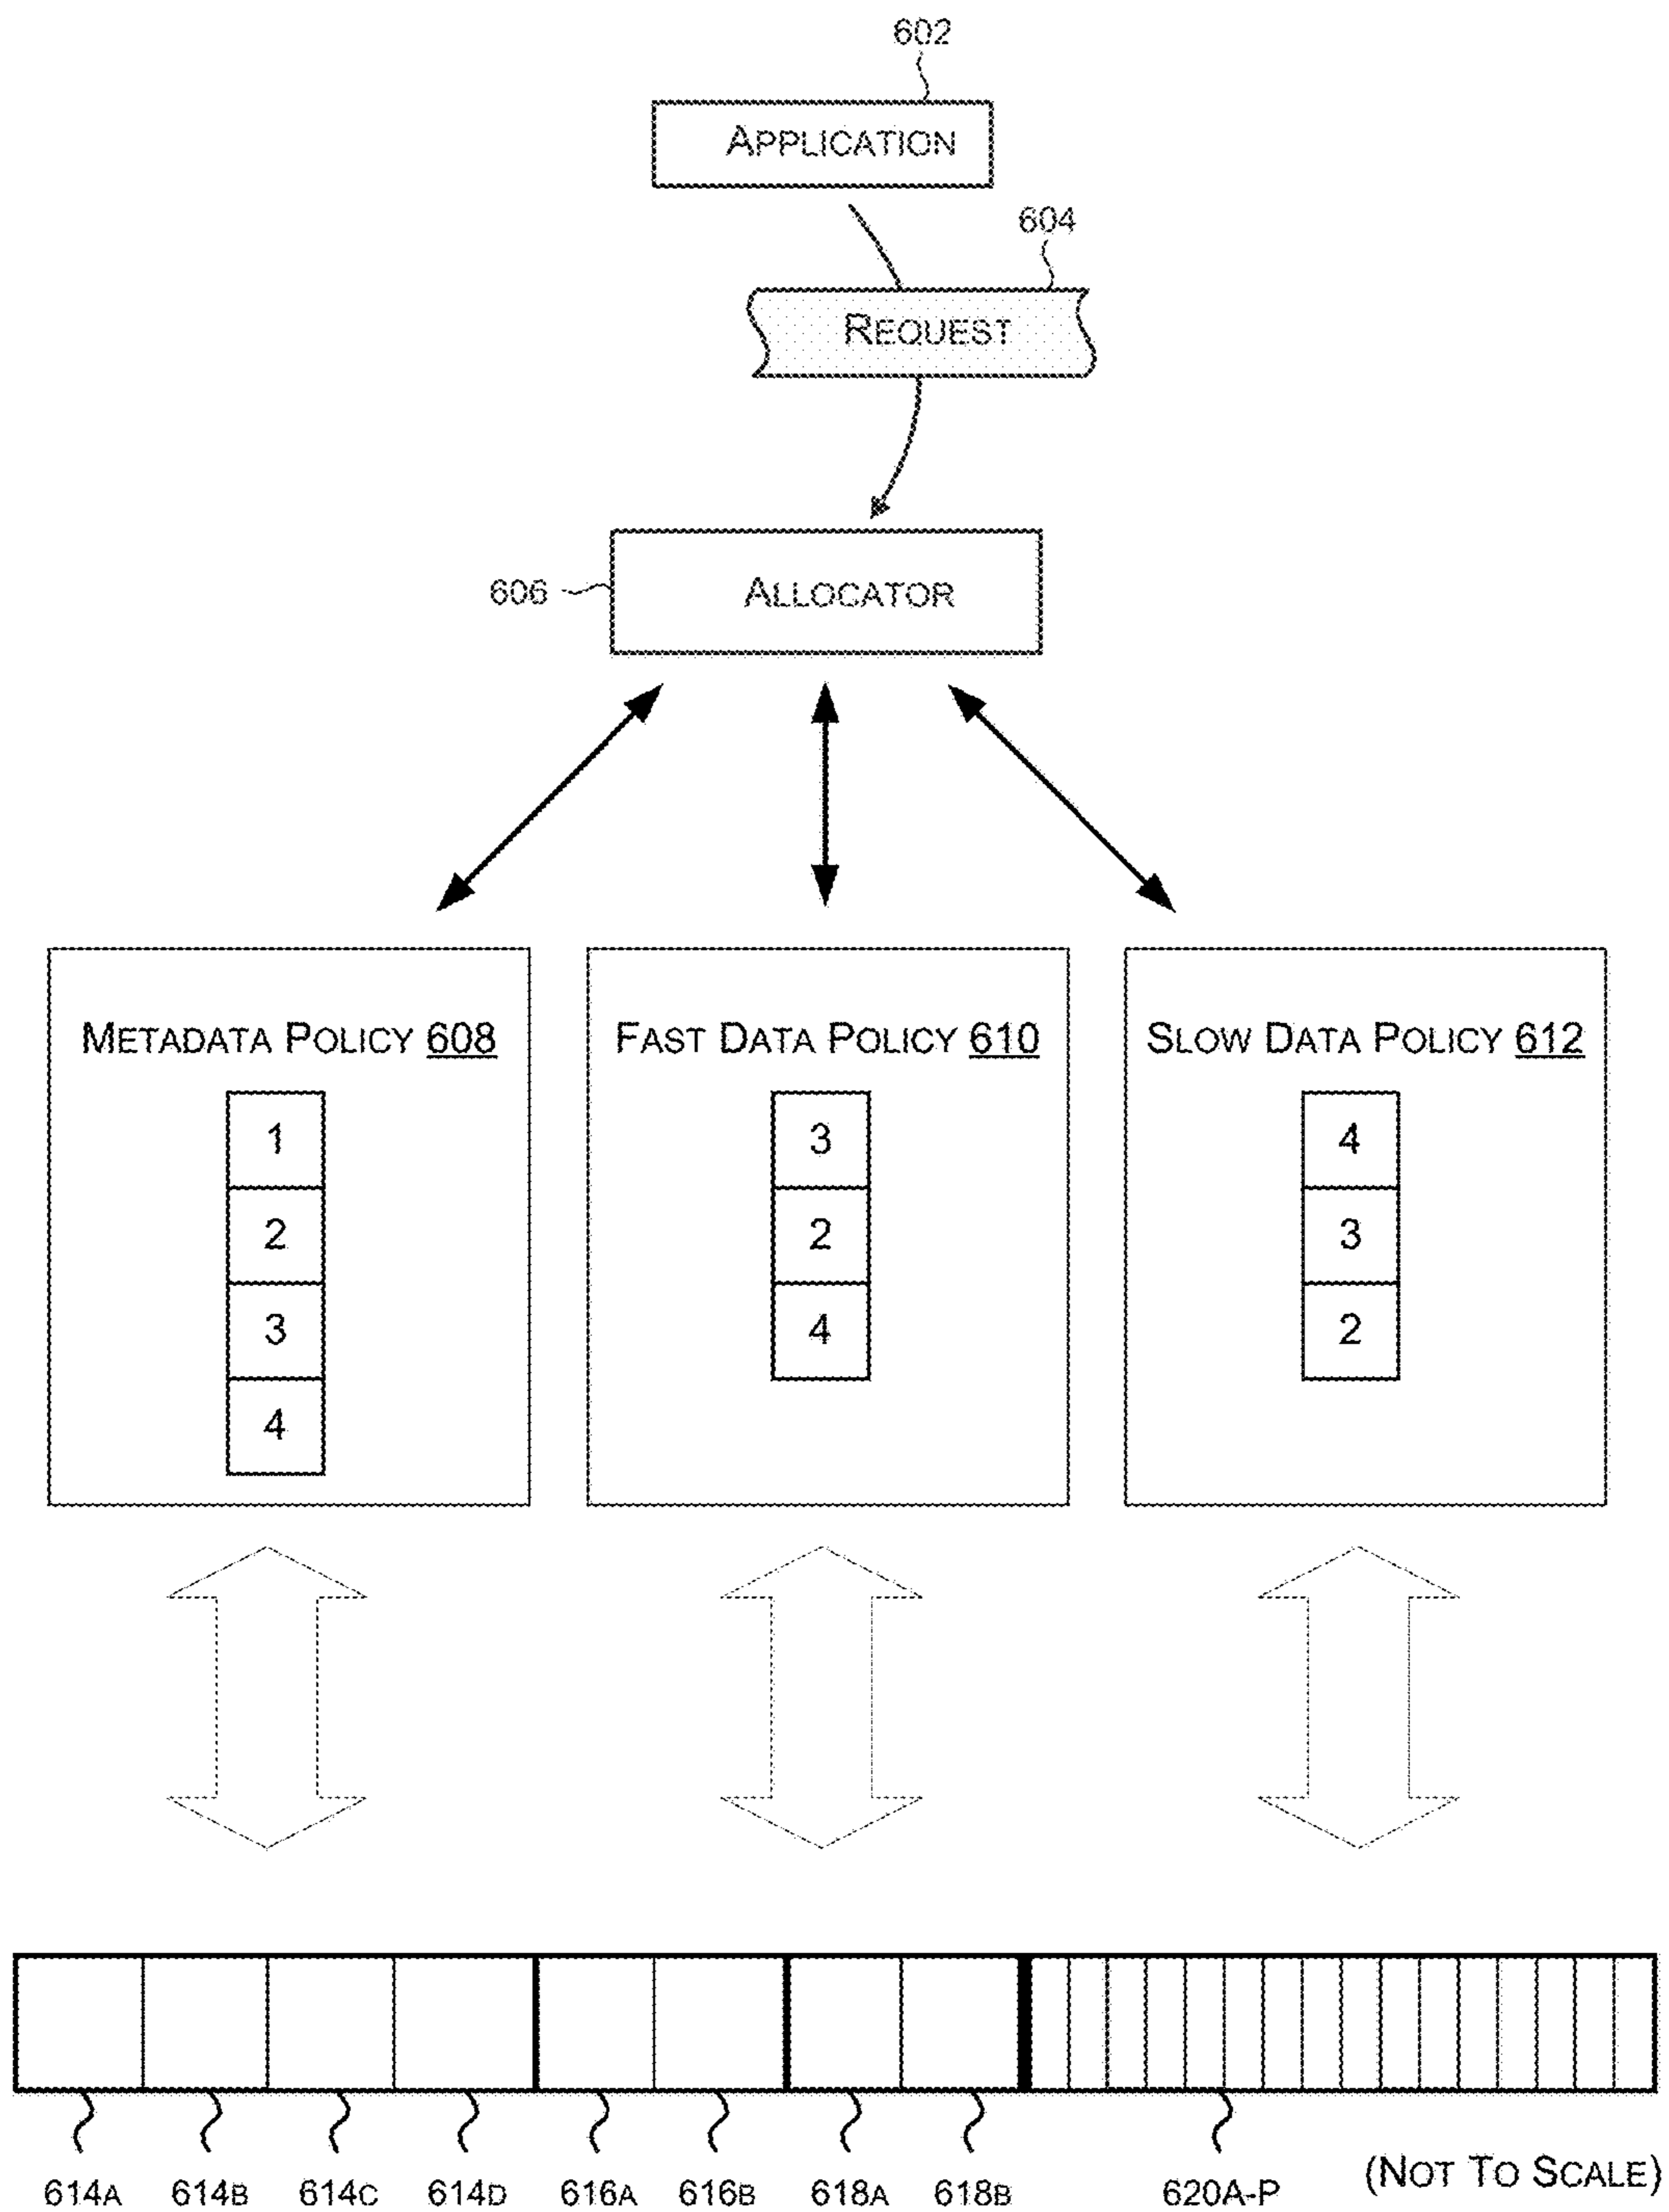 602
APPLICATION
604
REQUEST
606
ALLOCATOR
METADATA POLICY 608
1
2
3
4
FAST DATA POLICY 610
3
2
4
SLOW DATA POLICY 612
4
3
2
614A 614B 614C 614D 616A 616B 618A 618B 620A-P
(NOT TO SCALE)